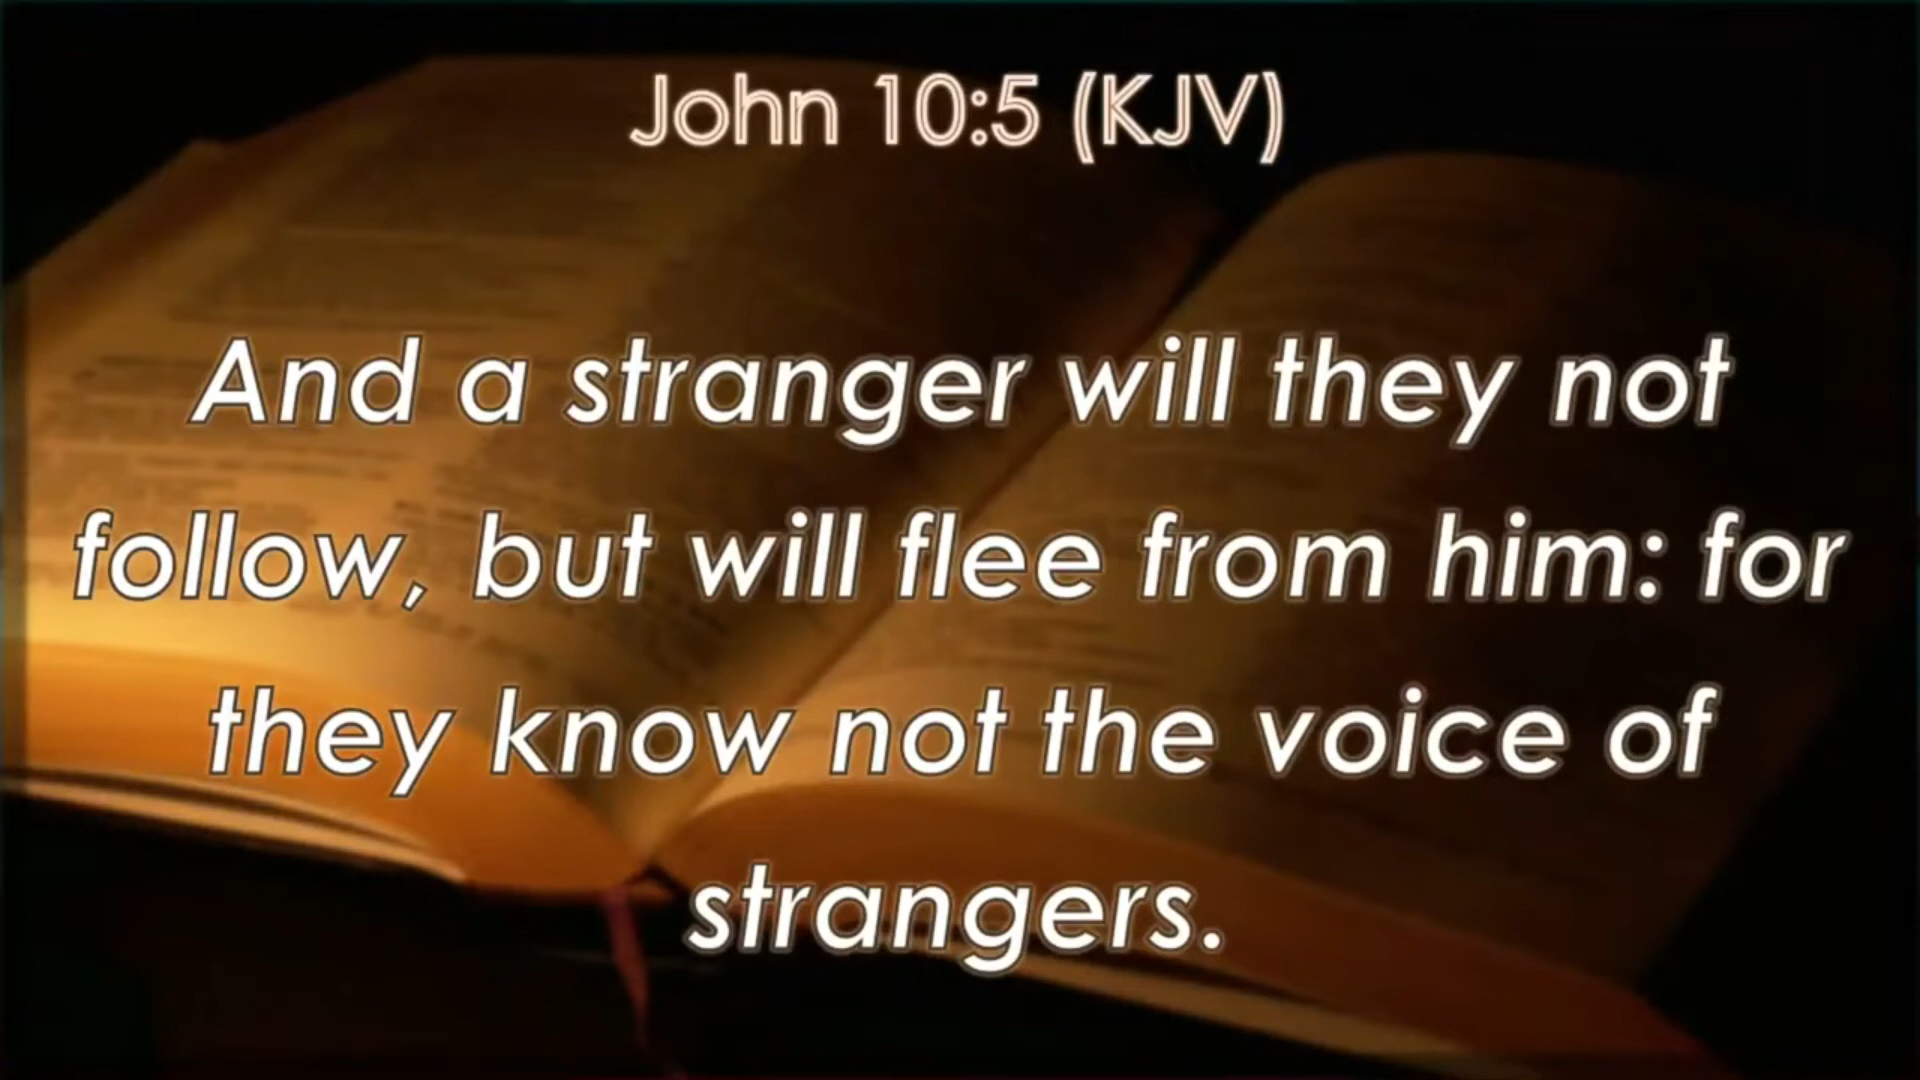 John 10:5 (KJV)
And a stranger will they not
follow, but will flee from him: for
they know not the voice of
strangers.